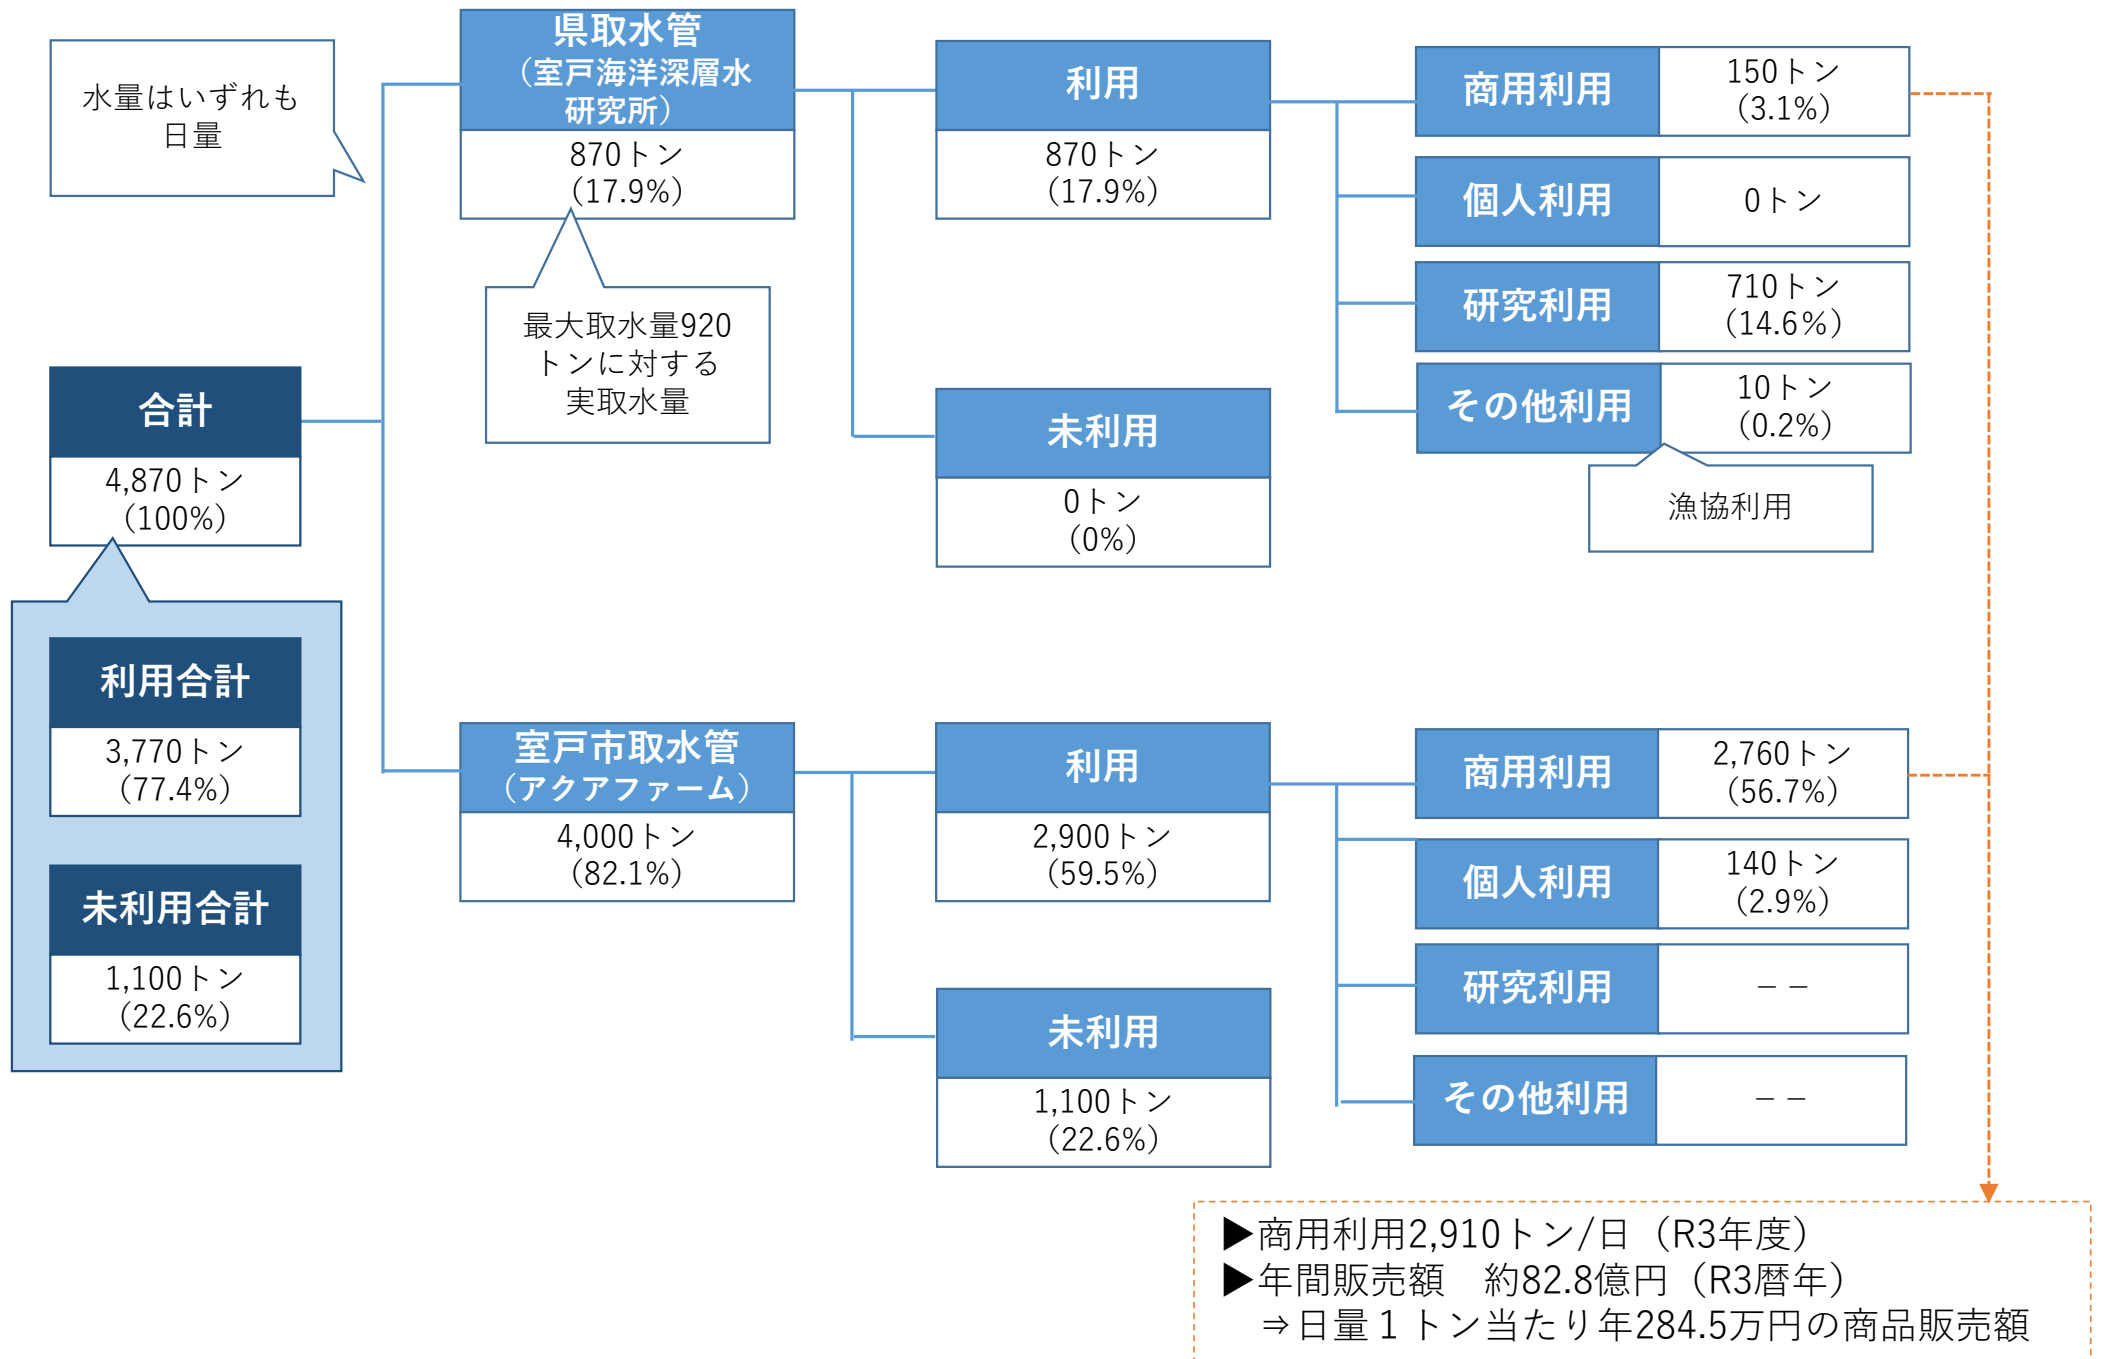 水量はいずれも
日量
合計
4,870トン
(100%)
利用合計
3,770トン
(77.4%)
未利用合計
1,100トン
(22.6%)
県取水管
（室戸海洋深層水
研究所）
870トン
(17.9%)
最大取水量920
トンに対する
実取水量
利用
870トン
(17.9%)
未利用
0トン
(0%)
商用利用
150トン
(3.1%)
個人利用
0トン
研究利用
710トン
(14.6%)
その他利用
10トン
(0.2%)
漁協利用
室戸市取水管
（アクアファーム）
4,000トン
(82.1%)
利用
2,900トン
(59.5%)
未利用
1,100トン
(22.6%)
商用利用
2,760トン
(56.7%)
個人利用
140トン
(2.9%)
研究利用
－－
その他利用
－－
▶商用利用2,910トン/日（R3年度）
▶年間販売額　約82.8億円（R3暦年）
⇒日量１トン当たり年284.5万円の商品販売額